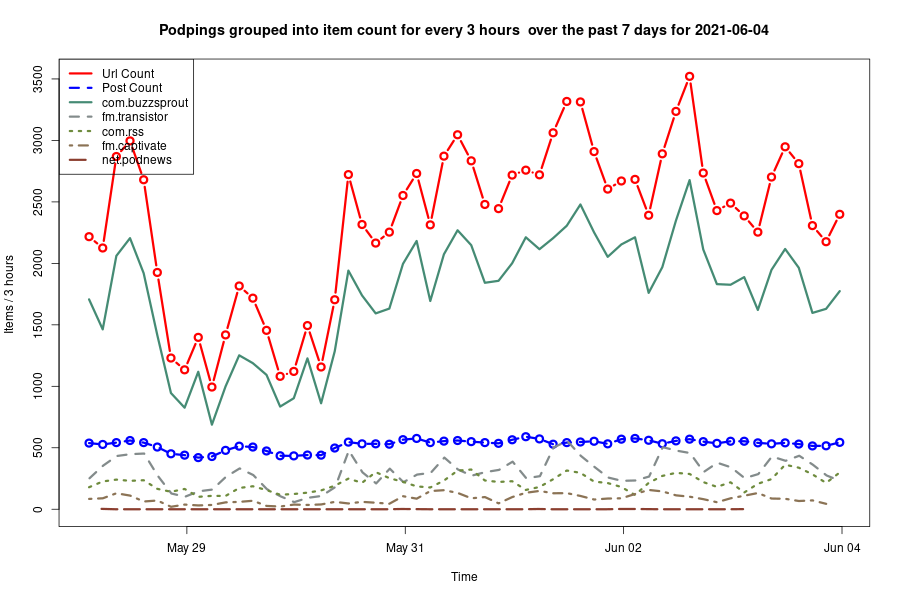 Podpings grouped into item count for every 3 hours  over the past 7 days for 2021-06-04
Url Count
Post Count
com.buzzsprout
fm.transistor
com.rss
fm.captivate
net.podnews
Items / 3 hours
3500
3000
2500
2000
1500
1000
500
0
May 29
May 31
Jun 02
Jun 04
Time